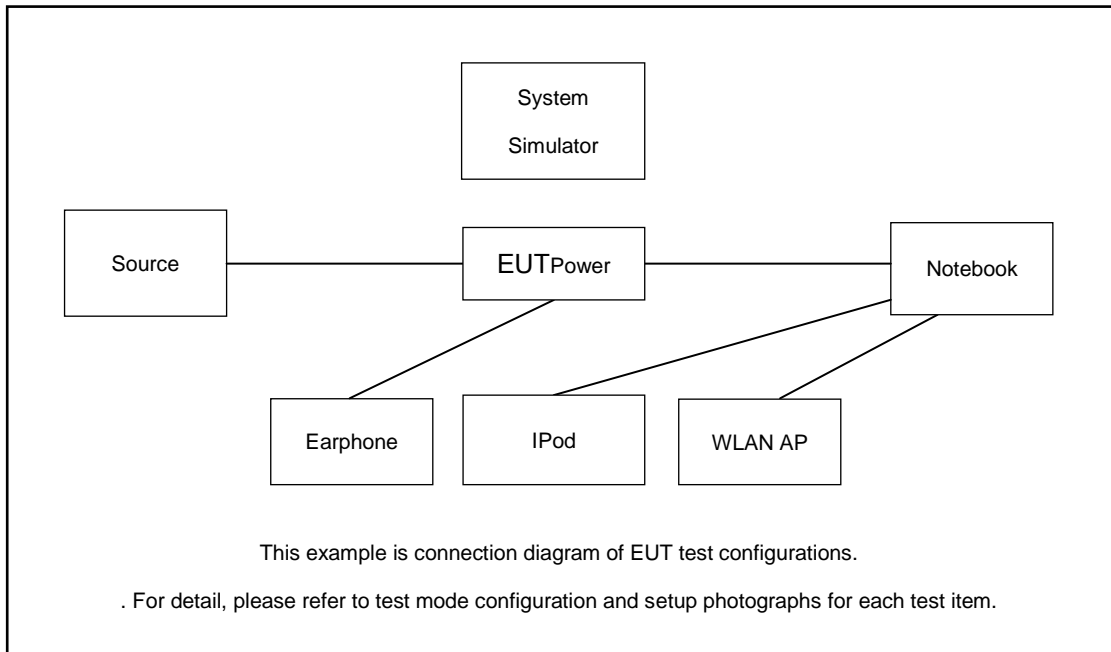 System
Simulator
Source
EUTPower
Notebook
Earphone
IPod
WLAN AP
This example is connection diagram of EUT test configurations.
. For detail, please refer to test mode configuration and setup photographs for each test item.